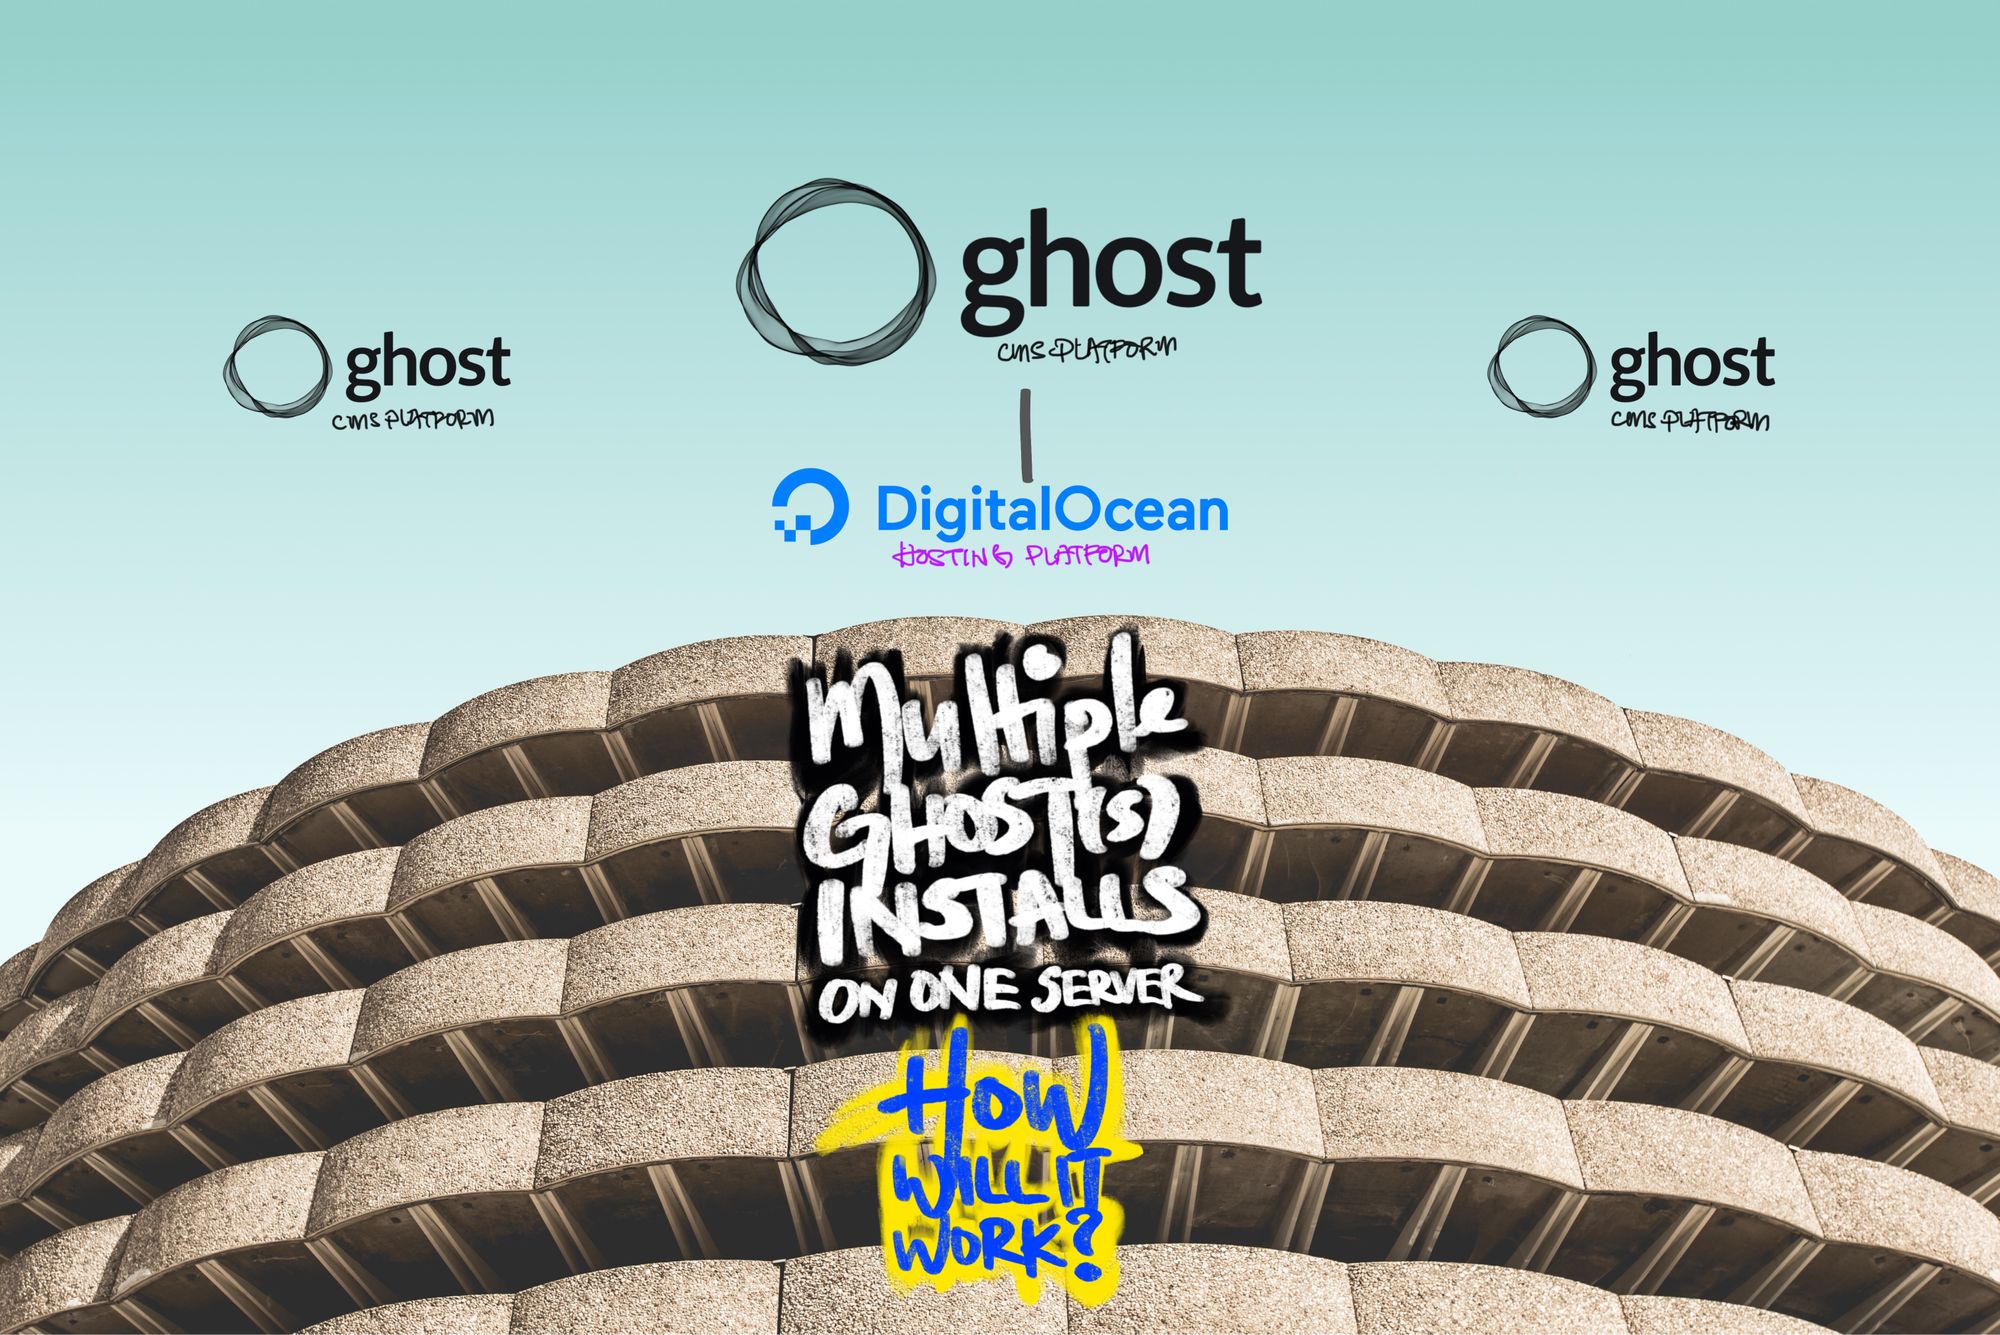 ghost
CMS PLATFORM
ghost
CMS PLATFORM
ghost
CMS PLATFORM
DigitalOcean
HOSTING PLATFORM
Multiple
GHOST(S)
INSTALLS
ON ONE SERVER
HOW
WILL IT
WORK?